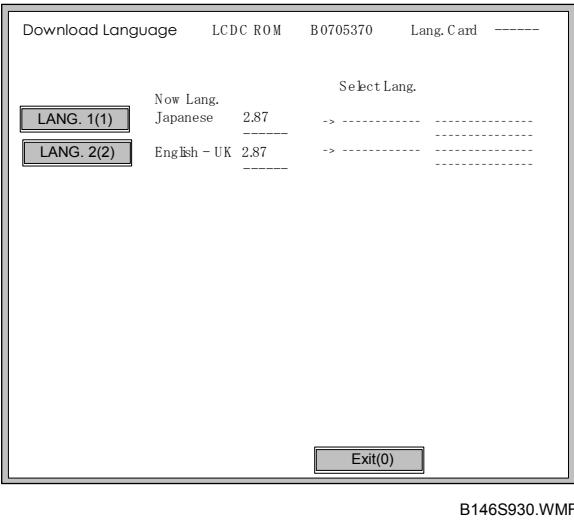 Download Language LCDC ROM B0705370 Lang. Card ------
Select Lang.
Now Lang.
LANG. 1(1) Japanese 2.87 -> ------------ ---------------
------ ---------------
LANG. 2(2) English - UK 2.87 -> ------------ ---------------
------ ---------------
Exit(0)
B146S930.WMF